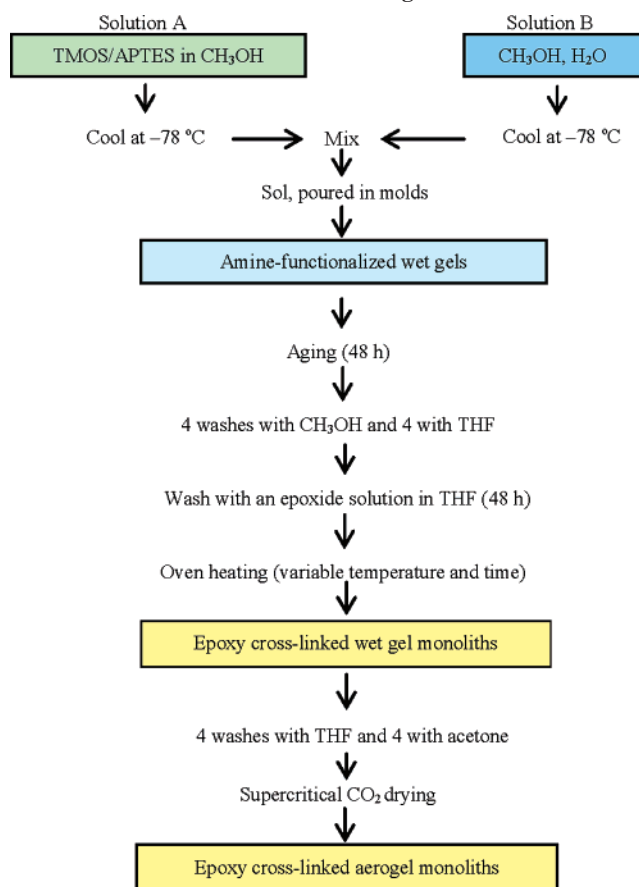 Solution A
Solution B
TMOS/APTES in CH₃OH
CH₃OH, H₂O
Cool at –78 °C
Mix
Cool at –78 °C
Sol, poured in molds
Amine-functionalized wet gels
Aging (48 h)
4 washes with CH₃OH and 4 with THF
Wash with an epoxide solution in THF (48 h)
Oven heating (variable temperature and time)
Epoxy cross-linked wet gel monoliths
4 washes with THF and 4 with acetone
Supercritical CO₂ drying
Epoxy cross-linked aerogel monoliths